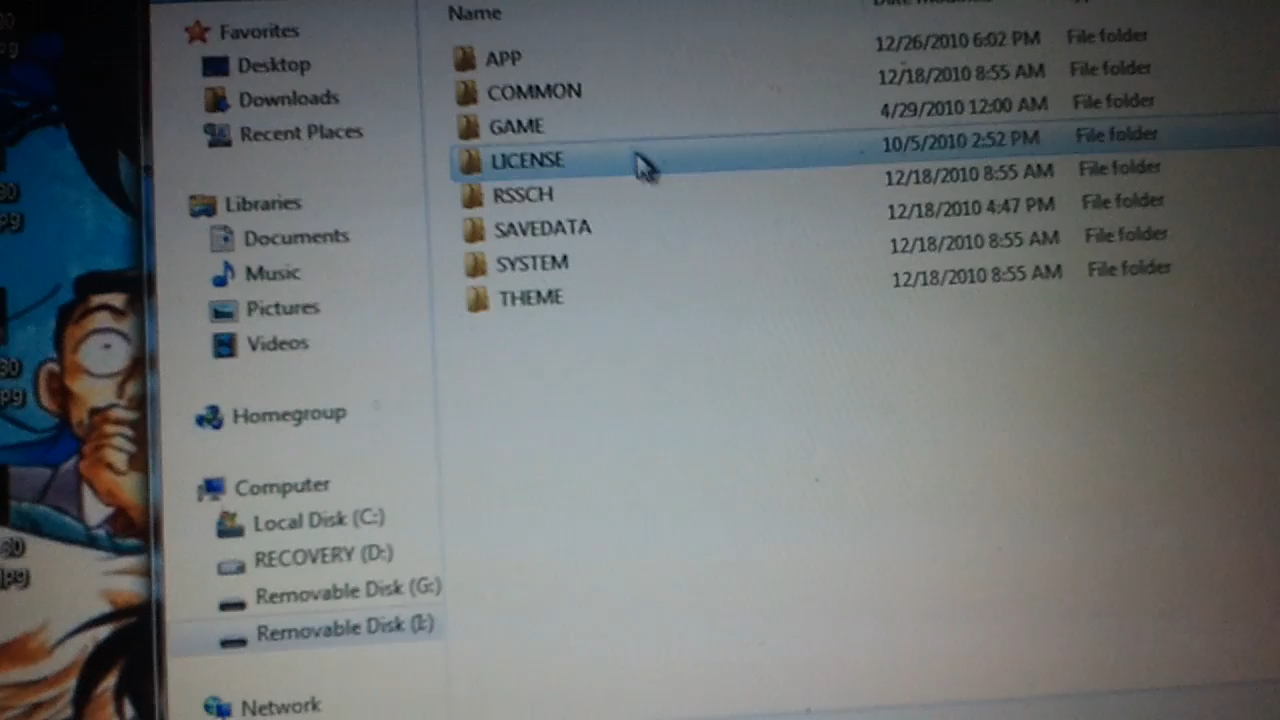 Name
Favorites
Desktop
Downloads
Recent Places
Libraries
Documents
Music
Pictures
Videos
Homegroup
Computer
Local Disk (C:)
RECOVERY (D:)
Removable Disk (G:)
Removable Disk (I:)
Network
APP 12/26/2010 6:02 PM File folder
COMMON 12/18/2010 8:55 AM File folder
GAME 4/29/2010 12:00 AM File folder
LICENSE 10/5/2010 2:52 PM File folder
RSSCH 12/18/2010 8:55 AM File folder
SAVEDATA 12/18/2010 4:47 PM File folder
SYSTEM 12/18/2010 8:55 AM File folder
THEME 12/18/2010 8:55 AM File folder